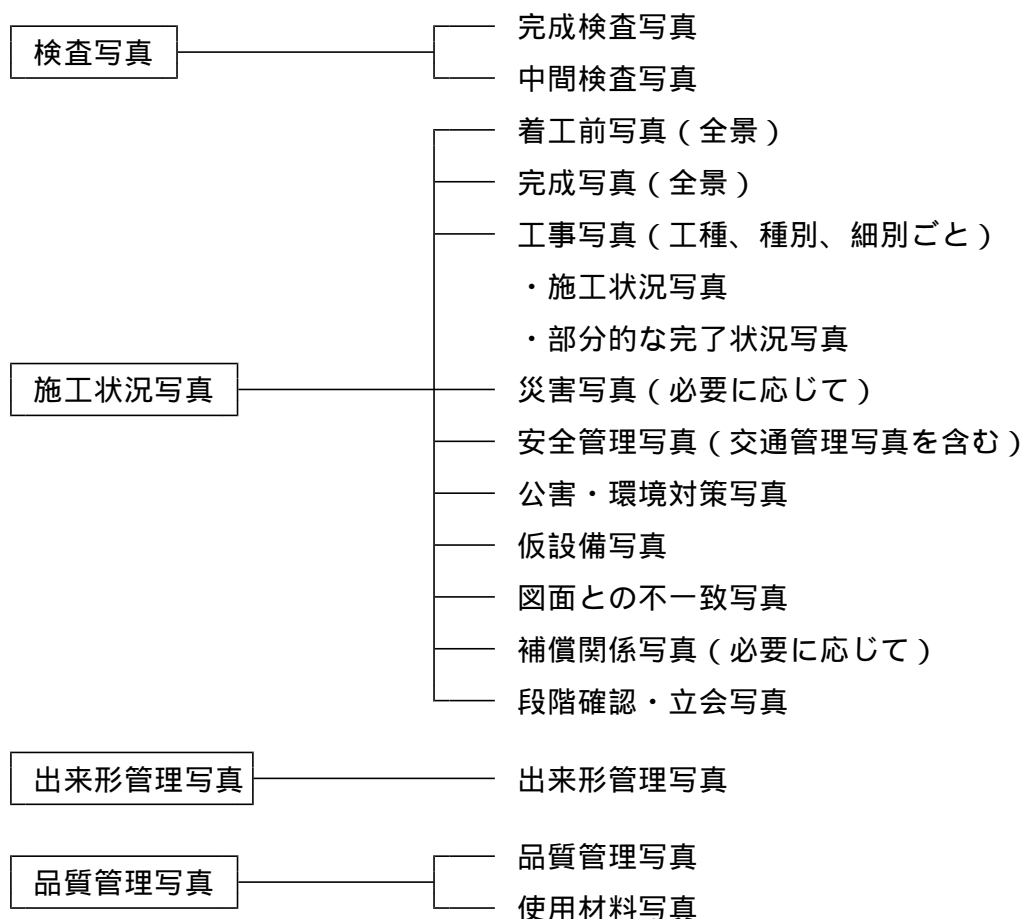 検査写真
完成検査写真
中間検査写真
着工前写真(全景)
完成写真(全景)
工事写真(工種、種別、細別ごと)
・施工状況写真
・部分的な完了状況写真
施工状況写真
災害写真(必要に応じて)
安全管理写真(交通管理写真を含む)
公害・環境対策写真
仮設備写真
図面との不一致写真
補償関係写真(必要に応じて)
段階確認・立会写真
出来形管理写真
出来形管理写真
品質管理写真
品質管理写真
使用材料写真